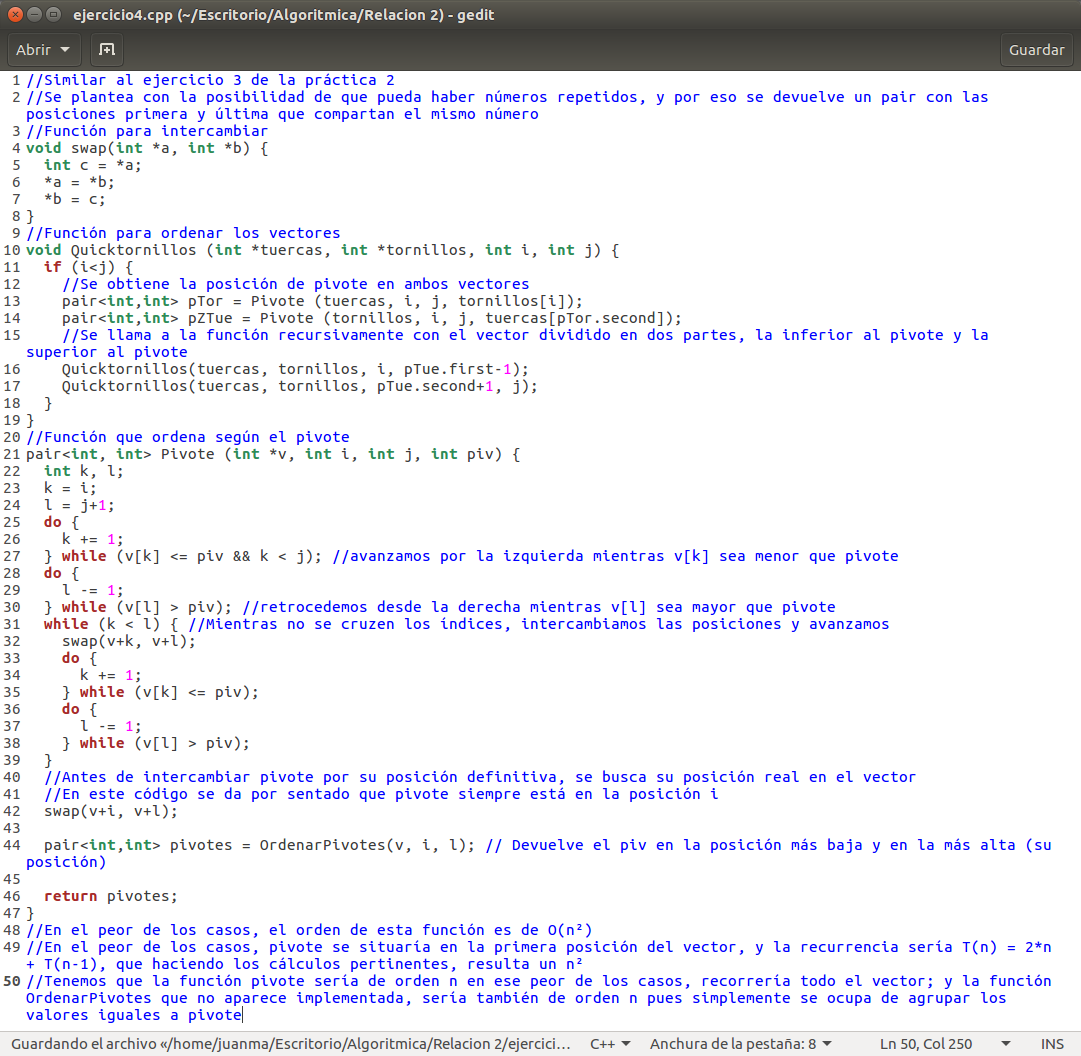 ejercicio4.cpp (~/Escritorio/Algoritmica/Relacion 2) - gedit
Abrir
Guardar
1 //Similar al ejercicio 3 de la práctica 2
2 //Se plantea con la posibilidad de que pueda haber números repetidos, y por eso se devuelve un pair con las
posiciones primera y última que compartan el mismo número
3 //Función para intercambiar
4 void swap(int *a, int *b) {
5   int c = *a;
6   *a = *b;
7   *b = c;
8 }
9 //Función para ordenar los vectores
10 void Quicktornillos (int *tuercas, int *tornillos, int i, int j) {
11   if (i<j) {
12     //Se obtiene la posición de pivote en ambos vectores
13     pair<int,int> pTor = Pivote (tuercas, i, j, tornillos[i]);
14     pair<int,int> pZTue = Pivote (tornillos, i, j, tuercas[pTor.second]);
15     //Se llama a la función recursivamente con el vector dividido en dos partes, la inferior al pivote y la
superior al pivote
16     Quicktornillos(tuercas, tornillos, i, pTue.first-1);
17     Quicktornillos(tuercas, tornillos, pTue.second+1, j);
18   }
19 }
20 //Función que ordena según el pivote
21 pair<int, int> Pivote (int *v, int i, int j, int piv) {
22   int k, l;
23   k = i;
24   l = j+1;
25   do {
26     k += 1;
27   } while (v[k] <= piv && k < j); //avanzamos por la izquierda mientras v[k] sea menor que pivote
28   do {
29     l -= 1;
30   } while (v[l] > piv); //retrocedemos desde la derecha mientras v[l] sea mayor que pivote
31   while (k < l) { //Mientras no se cruzen los índices, intercambiamos las posiciones y avanzamos
32     swap(v+k, v+l);
33     do {
34       k += 1;
35     } while (v[k] <= piv);
36     do {
37       l -= 1;
38     } while (v[l] > piv);
39   }
40   //Antes de intercambiar pivote por su posición definitiva, se busca su posición real en el vector
41   //En este código se da por sentado que pivote siempre está en la posición i
42   swap(v+i, v+l);
43
44   pair<int,int> pivotes = OrdenarPivotes(v, i, l); // Devuelve el piv en la posición más baja y en la más alta (su
posición)
45
46   return pivotes;
47 }
48 //En el peor de los casos, el orden de esta función es de O(n²)
49 //En el peor de los casos, pivote se situaría en la primera posición del vector, y la recurrencia sería T(n) = 2*n
+ T(n-1), que haciendo los cálculos pertinentes, resulta un n²
50 //Tenemos que la función pivote sería de orden n en ese peor de los casos, recorrería todo el vector; y la función
OrdenarPivotes que no aparece implementada, sería también de orden n pues simplemente se ocupa de agrupar los
valores iguales a pivote
Guardando el archivo «/home/juanma/Escritorio/Algoritmica/Relacion 2/ejercici... C++ Anchura de la pestaña: 8 Ln 50, Col 250 INS